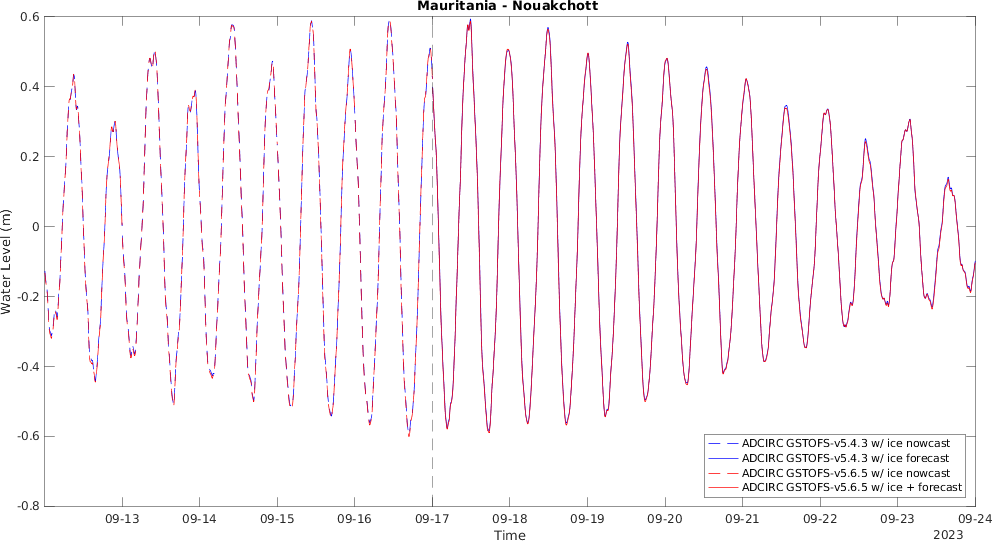 Mauritania - Nouakchott
Water Level (m)
0.6
0.4
0.2
0
-0.2
-0.4
-0.6
-0.8
ADCIRC GSTOFS-v5.4.3 w/ ice nowcast
ADCIRC GSTOFS-v5.4.3 w/ ice forecast
ADCIRC GSTOFS-v5.6.5 w/ ice nowcast
ADCIRC GSTOFS-v5.6.5 w/ ice + forecast
09-13 09-14 09-15 09-16 09-17 09-18 09-19 09-20 09-21 09-22 09-23 09-24
Time
2023